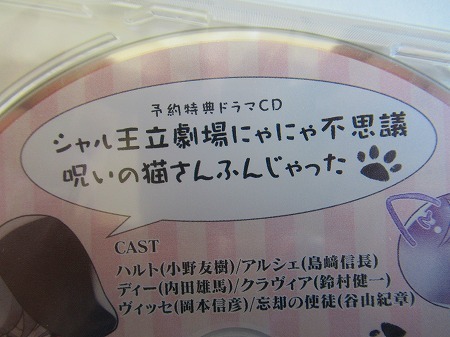 予約特典ドラマCD
シャル王立劇場にゃにゃ不思議
呪いの猫さんふんじゃった
CAST
ハルト(小野友樹)/アルシェ(島﨑信長)
ディー(内田雄馬)/クラヴィア(鈴村健一)
ヴィッセ(岡本信彦)/忘却の使徒(谷山紀章)